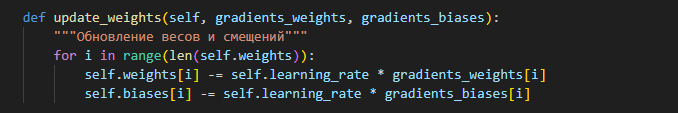 def update_weights(self, gradients_weights, gradients_biases):
"""Обновление весов и смещений"""
for i in range(len(self.weights)):
self.weights[i] -= self.learning_rate * gradients_weights[i]
self.biases[i] -= self.learning_rate * gradients_biases[i]